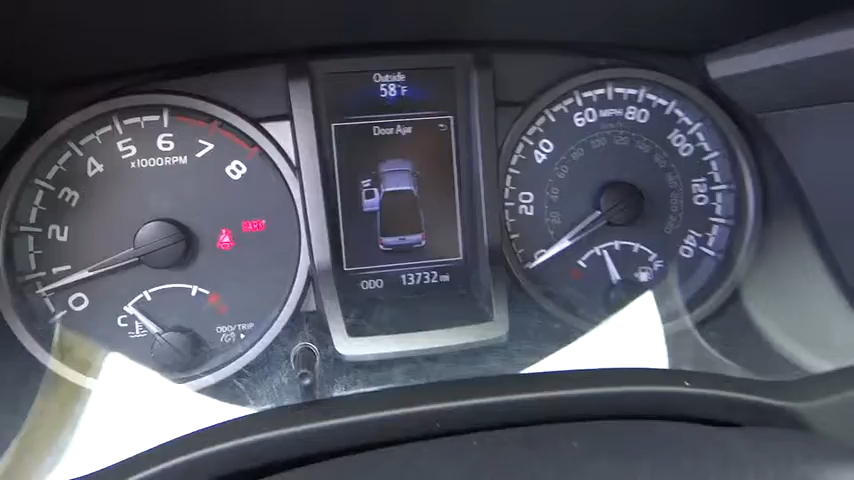 Outside
58°F
Door Ajar
ODO 13732 mi
0 1 2 3 4 5 6 7 8
x1000RPM
C
ODO/TRIP
0 20 40 60 80 100 120 140
MPH